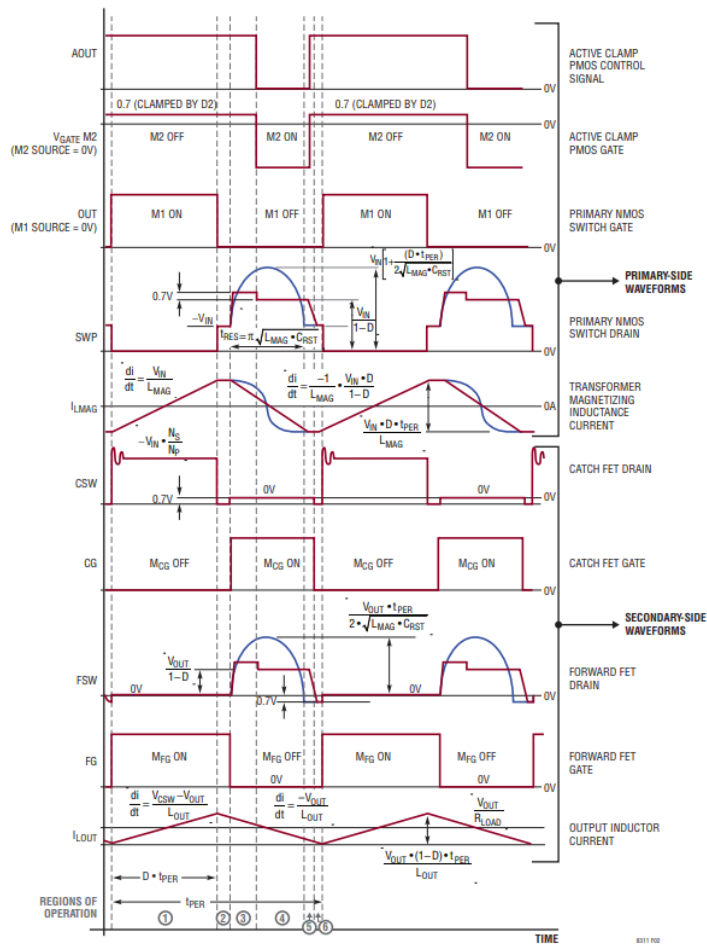 AOUT
0V
ACTIVE CLAMP
PMOS CONTROL
SIGNAL
0.7 (CLAMPED BY D2)
0.7 (CLAMPED BY D2)
VGATE M2
(M2 SOURCE = 0V)
M2 OFF
M2 ON
M2 OFF
M2 ON
0V
ACTIVE CLAMP
PMOS GATE
OUT
(M1 SOURCE = 0V)
M1 ON
M1 OFF
M1 ON
M1 OFF
0V
PRIMARY NMOS
SWITCH GATE
VIN[1+(D•tPER)/(2√LMAG•CRST)]
PRIMARY-SIDE
WAVEFORMS
0.7V
–VIN
VIN/(1–D)
tRES=π√LMAG•CRST
SWP
PRIMARY NMOS
SWITCH DRAIN
di/dt=VIN/LMAG
di/dt=–1/LMAG•VIN•D/(1–D)
ILMAG
0A
TRANSFORMER
MAGNETIZING
INDUCTANCE
CURRENT
VIN•D•tPER/LMAG
–VIN•NS/NP
CSW
0.7V
0V
0V
0V
CATCH FET DRAIN
CG
MCG OFF
MCG ON
MCG OFF
MCG ON
0V
CATCH FET GATE
VOUT•tPER/(2•√LMAG•CRST)
SECONDARY-SIDE
WAVEFORMS
VOUT/(1–D)
FSW
0V
0.7V
0V
0V
FORWARD FET
DRAIN
FG
MFG ON
MFG OFF
0V
MFG ON
MFG OFF
0V
0V
FORWARD FET
GATE
di/dt=(VCSW–VOUT)/LOUT
di/dt=–VOUT/LOUT
VOUT/RLOAD
ILOUT
OUTPUT INDUCTOR
CURRENT
VOUT•(1–D)•tPER/LOUT
D•tPER
tPER
REGIONS OF
OPERATION
① ② ③ ④ ⑤ ⑥
TIME
8311 F02